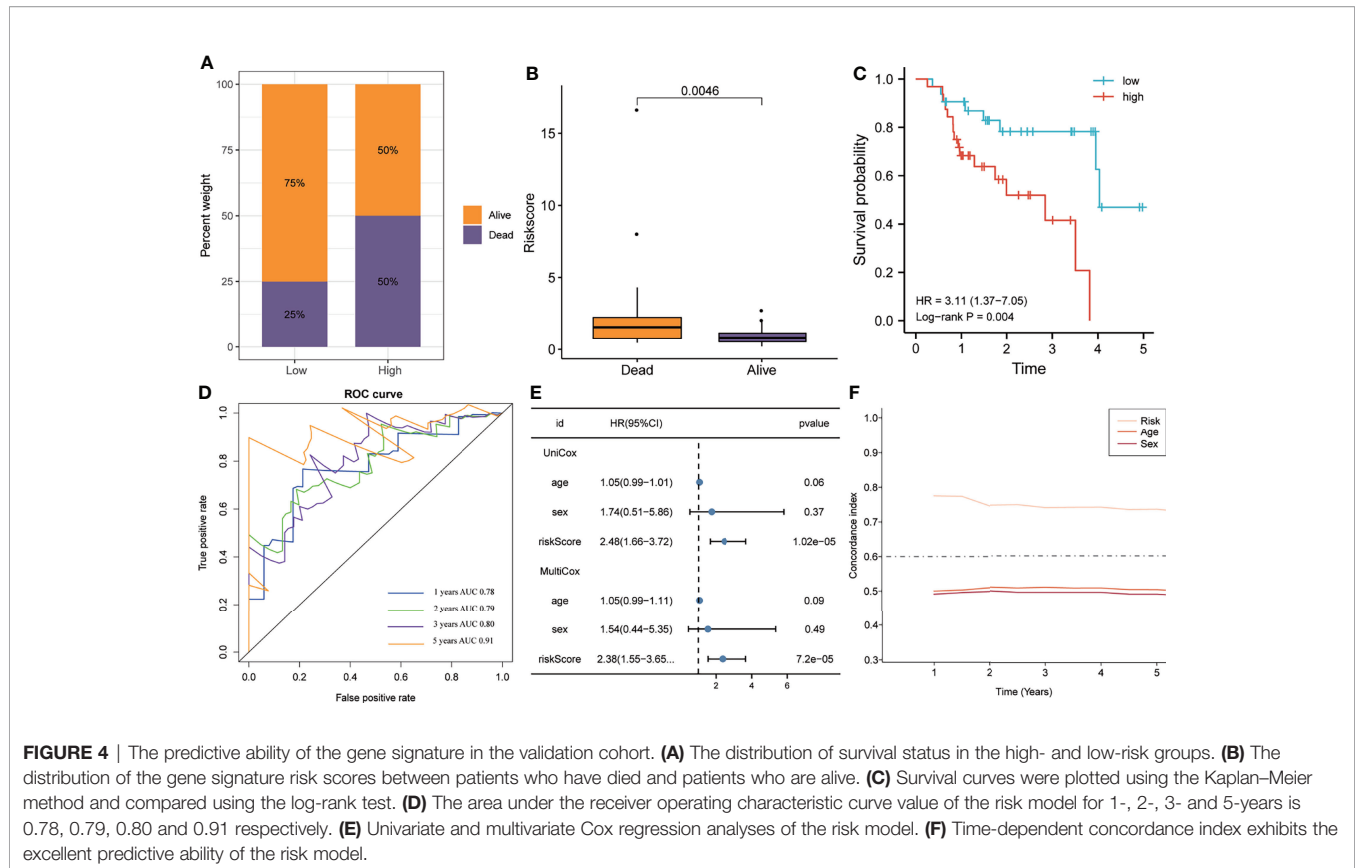 A
100
75
50
25
0
Percent weight
75%
25%
50%
50%
Low
High
Alive
Dead
B
0.0046
15
10
5
0
Riskscore
Dead
Alive
C
low
high
1.0
0.8
0.6
0.4
0.2
0.0
Survival probability
HR = 3.11 (1.37−7.05)
Log−rank P = 0.004
0 1 2 3 4 5
Time
D
ROC curve
1.0
0.8
0.6
0.4
0.2
0.0
True positive rate
1 years AUC 0.78
2 years AUC 0.79
3 years AUC 0.80
5 years AUC 0.91
0.0 0.2 0.4 0.6 0.8 1.0
False positive rate
E
id HR(95%CI) pvalue
UniCox
age 1.05(0.99−1.01) 0.06
sex 1.74(0.51−5.86) 0.37
riskScore 2.48(1.66−3.72) 1.02e−05
MultiCox
age 1.05(0.99−1.11) 0.09
sex 1.54(0.44−5.35) 0.49
riskScore 2.38(1.55−3.65... 7.2e−05
2 4 6
F
Risk
Age
Sex
1.0
0.9
0.8
0.7
0.6
0.5
0.4
0.3
Concordance index
1 2 3 4 5
Time (Years)
FIGURE 4 | The predictive ability of the gene signature in the validation cohort. (A) The distribution of survival status in the high- and low-risk groups. (B) The
distribution of the gene signature risk scores between patients who have died and patients who are alive. (C) Survival curves were plotted using the Kaplan–Meier
method and compared using the log-rank test. (D) The area under the receiver operating characteristic curve value of the risk model for 1-, 2-, 3- and 5-years is
0.78, 0.79, 0.80 and 0.91 respectively. (E) Univariate and multivariate Cox regression analyses of the risk model. (F) Time-dependent concordance index exhibits the
excellent predictive ability of the risk model.